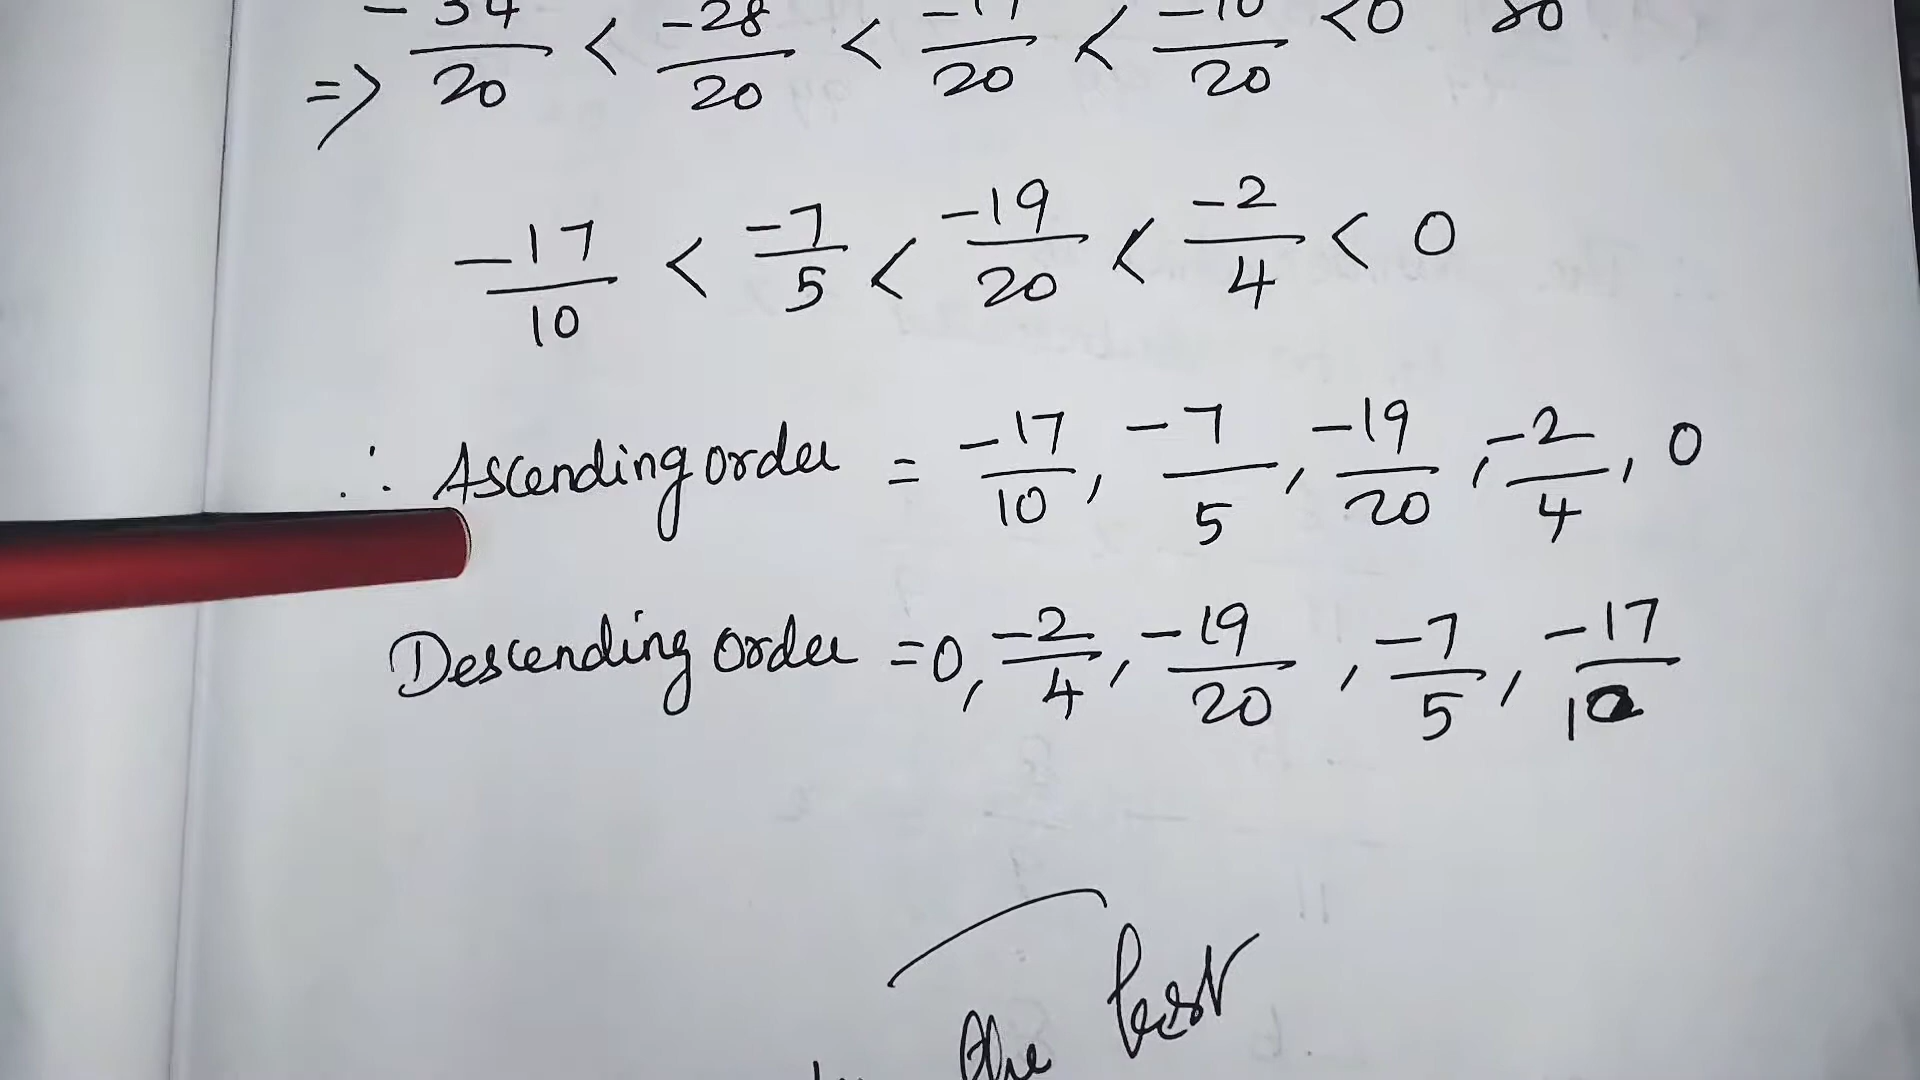 => -34/20 < -28/20 < -19/20 < -10/20 < 0 so
-17/10 < -7/5 < -19/20 < -2/4 < 0
∴ Ascending order = -17/10, -7/5, -19/20, -2/4, 0
Descending order = 0, -2/4, -19/20, -7/5, -17/10
the best